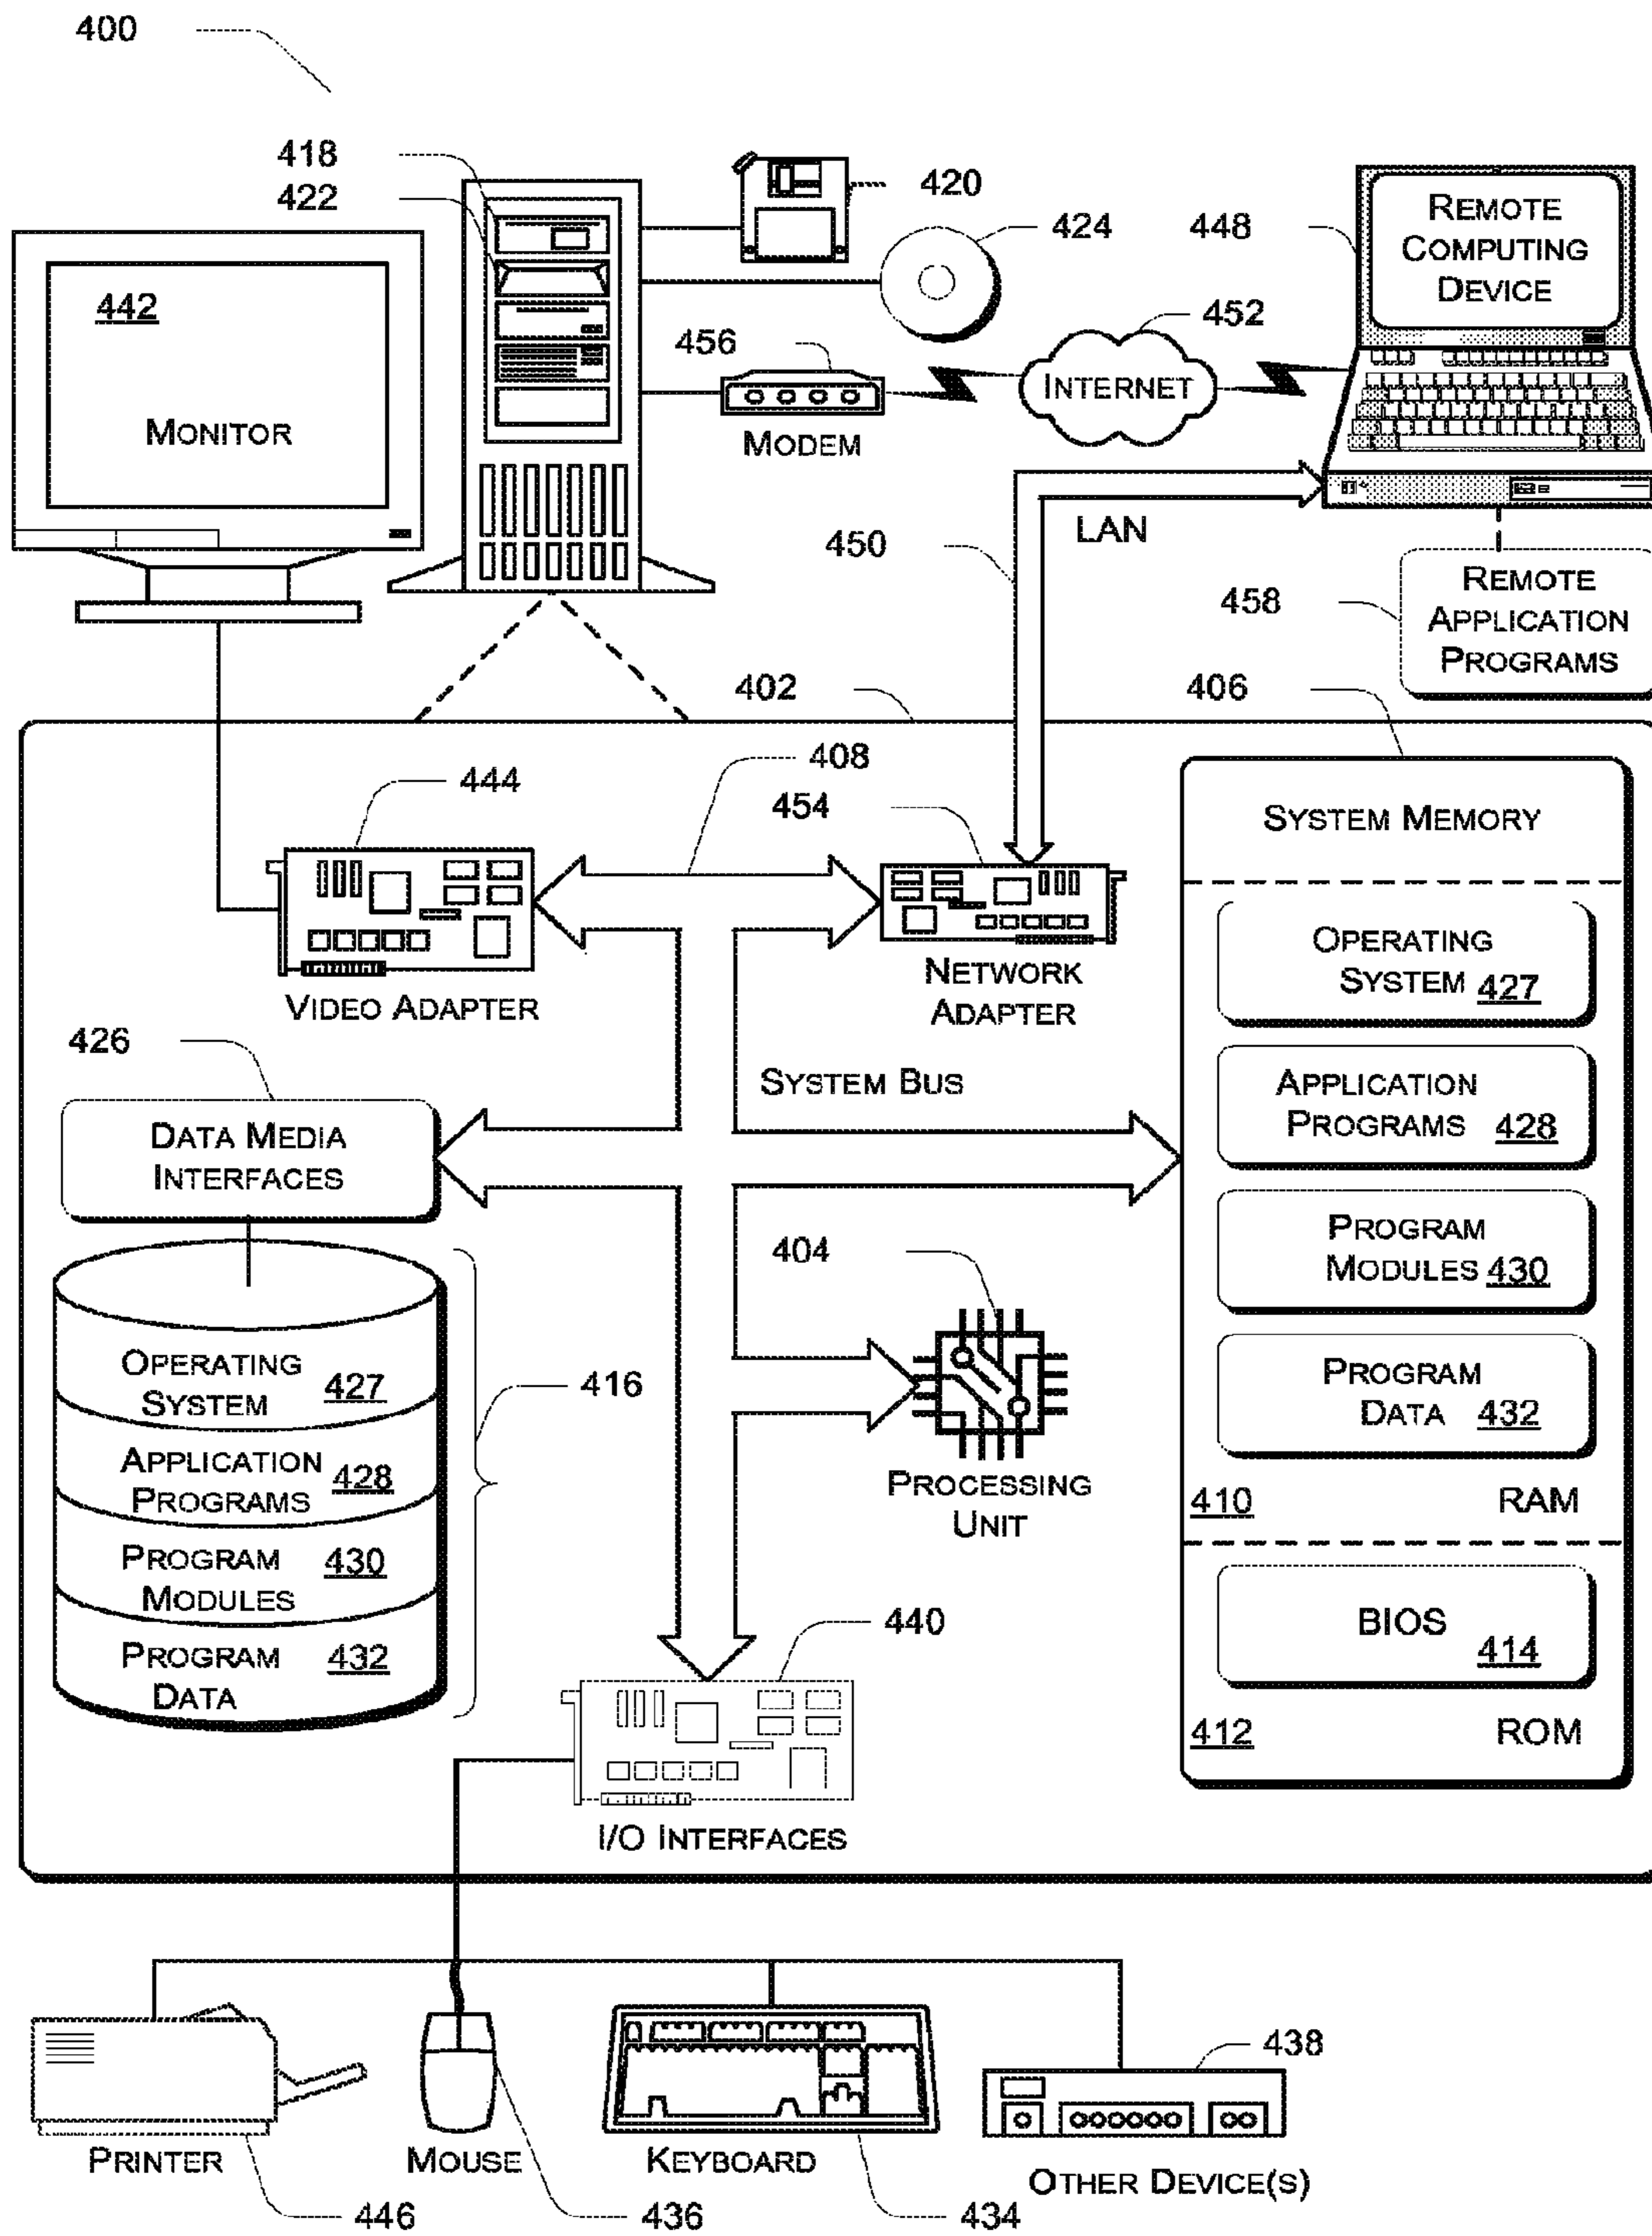 400
418
422
420
424
448
REMOTE
COMPUTING
DEVICE
442
MONITOR
456
MODEM
452
INTERNET
LAN
450
458
REMOTE
APPLICATION
PROGRAMS
402
406
408
444
454
VIDEO ADAPTER
NETWORK
ADAPTER
SYSTEM MEMORY
OPERATING
SYSTEM 427
APPLICATION
PROGRAMS 428
PROGRAM
MODULES 430
PROGRAM
DATA 432
410 RAM
BIOS
414
412 ROM
426
DATA MEDIA
INTERFACES
SYSTEM BUS
404
PROCESSING
UNIT
OPERATING
SYSTEM 427
APPLICATION
PROGRAMS 428
PROGRAM
MODULES 430
PROGRAM
DATA 432
416
440
I/O INTERFACES
438
PRINTER
MOUSE
KEYBOARD
OTHER DEVICE(S)
446
436
434